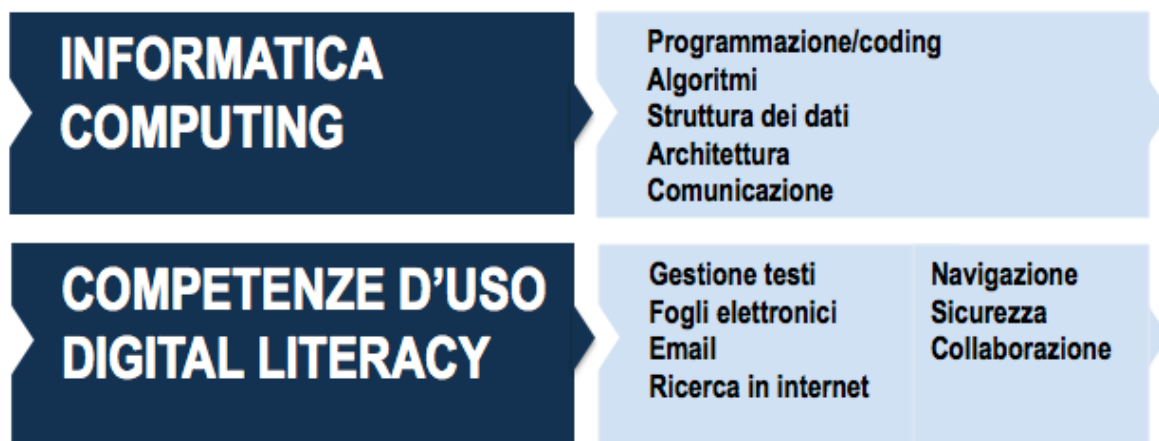 INFORMATICA
COMPUTING
Programmazione/coding
Algoritmi
Struttura dei dati
Architettura
Comunicazione
COMPETENZE D’USO
DIGITAL LITERACY
Gestione testi
Fogli elettronici
Email
Ricerca in internet
Navigazione
Sicurezza
Collaborazione